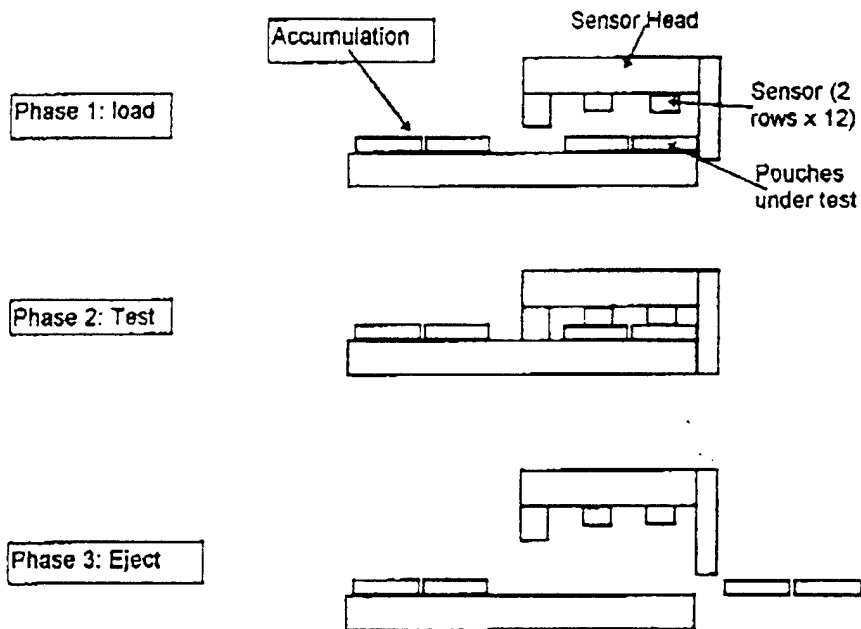 Sensor Head
Accumulation
Phase 1: load
Sensor (2
rows x 12)
Pouches
under test
Phase 2: Test
Phase 3: Eject